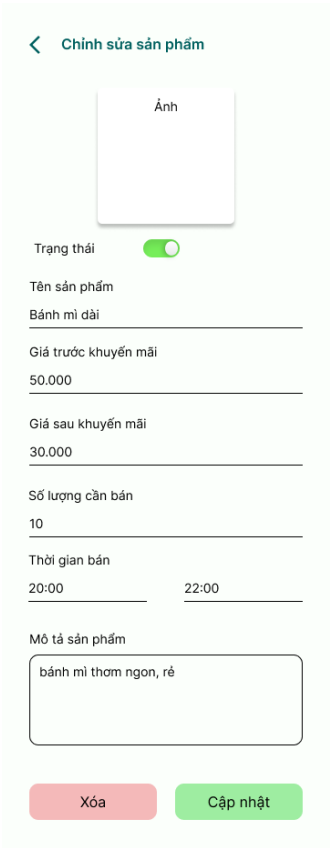 Chỉnh sửa sản phẩm
Ảnh
Trạng thái
Tên sản phẩm
Bánh mì dài
Giá trước khuyến mãi
50.000
Giá sau khuyến mãi
30.000
Số lượng cần bán
10
Thời gian bán
20:00 22:00
Mô tả sản phẩm
bánh mì thơm ngon, rẻ
Xóa Cập nhật